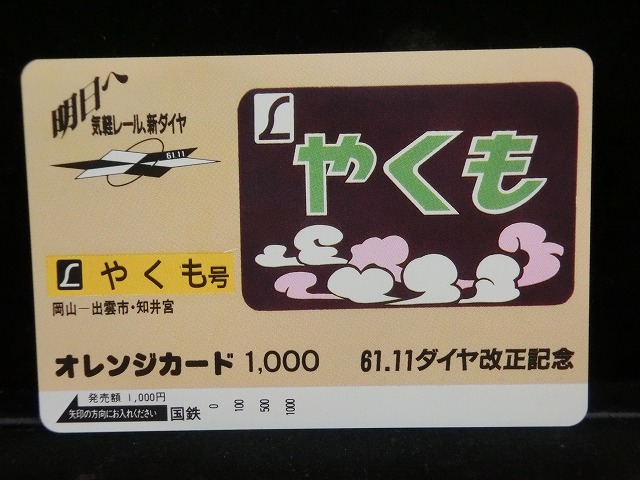 明日へ
気軽レール、新ダイヤ
61.11
L
やくも
L やくも号
岡山―出雲市・知井宮
オレンジカード 1,000
61.11ダイヤ改正記念
発売額 1,000円
矢印の方向にお入れください
国鉄
0 100 500 1000